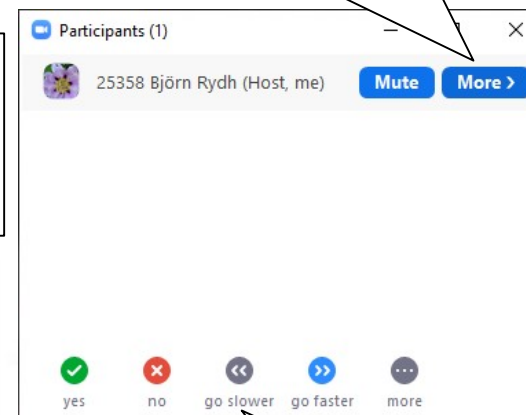 Participants (1)
25358 Björn Rydh (Host, me) Mute More >
yes no go slower go faster more